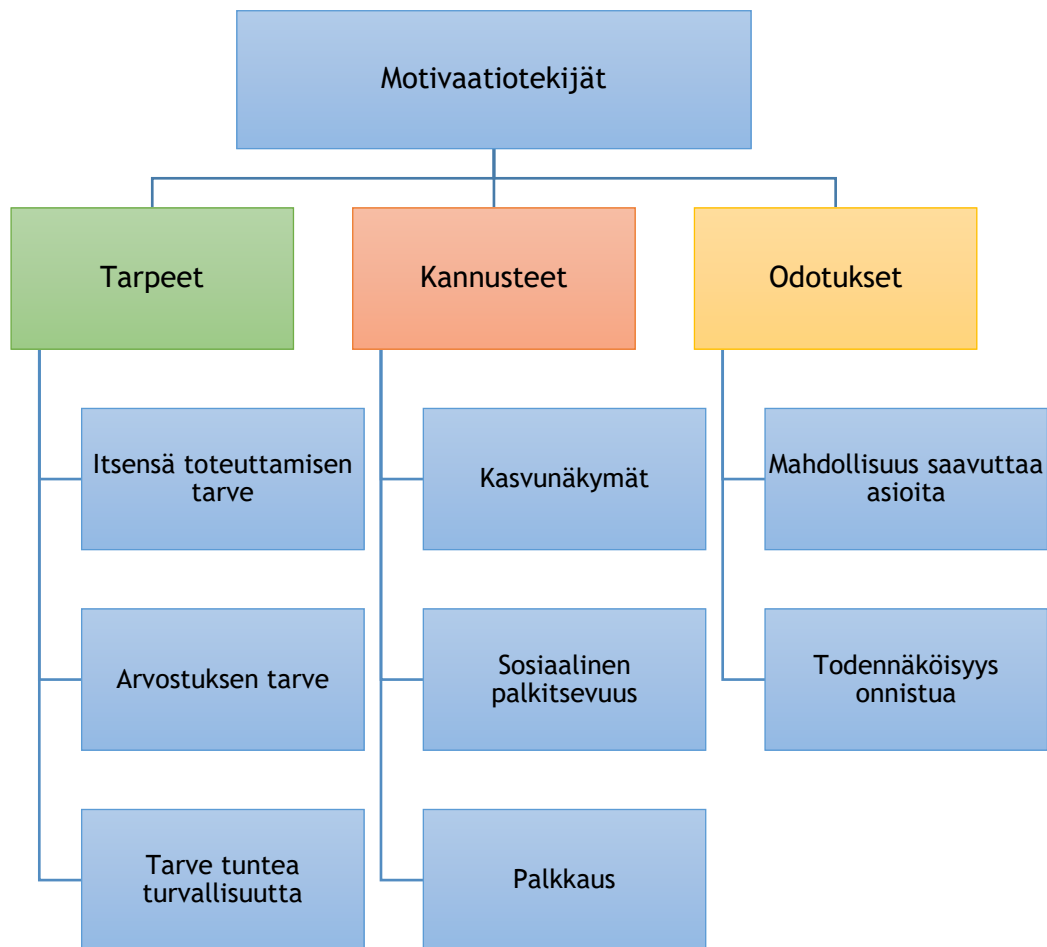 Motivaatiotekijät
Tarpeet
Kannusteet
Odotukset
Itsensä toteuttamisen
tarve
Kasvunäkymät
Mahdollisuus saavuttaa
asioita
Arvostuksen tarve
Sosiaalinen
palkitsevuus
Todennäköisyys
onnistua
Tarve tuntea
turvallisuutta
Palkkaus